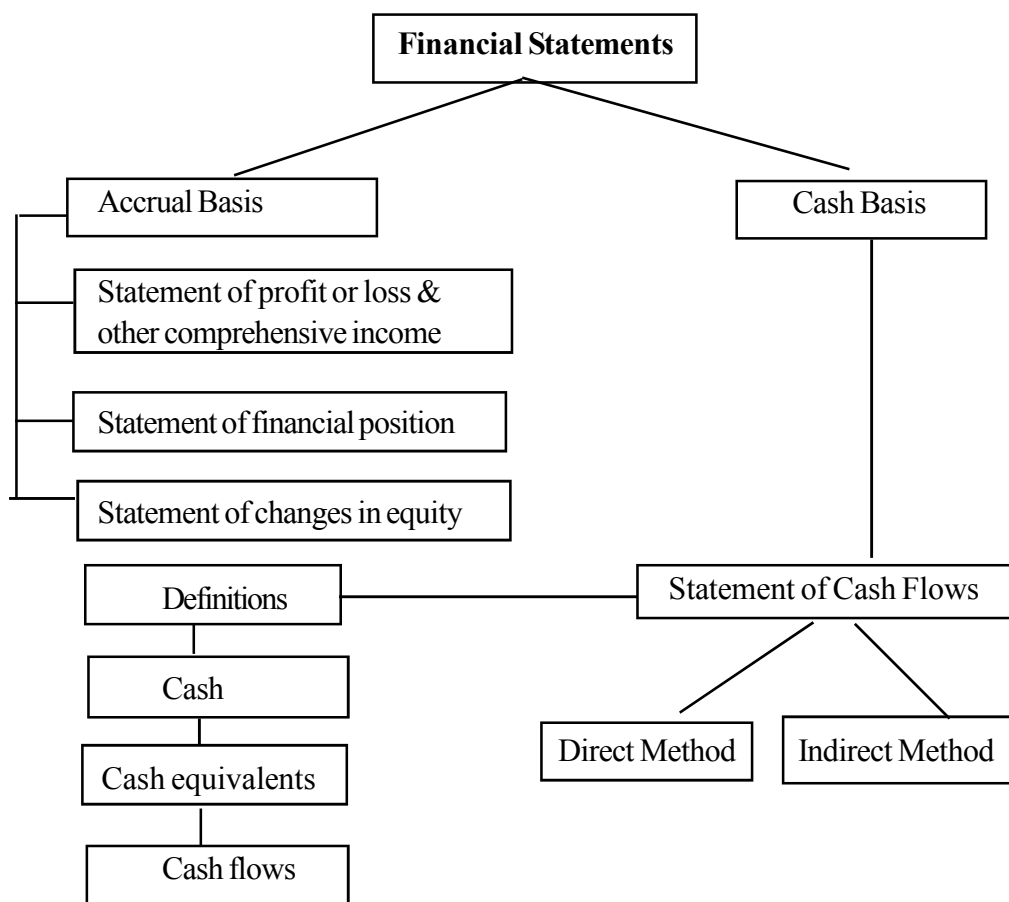 Financial Statements
Accrual Basis
Cash Basis
Statement of profit or loss &
other comprehensive income
Statement of financial position
Statement of changes in equity
Definitions
Statement of Cash Flows
Cash
Direct Method
Indirect Method
Cash equivalents
Cash flows